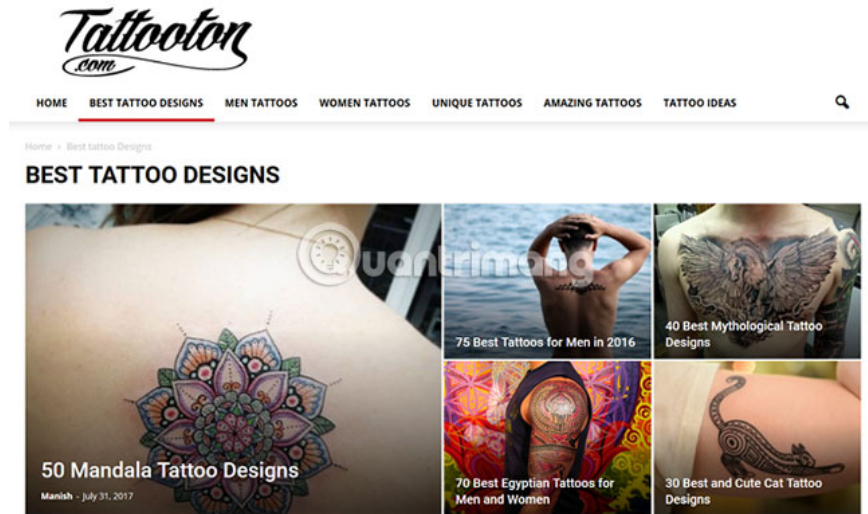 Tattooton
.com
HOME BEST TATTOO DESIGNS MEN TATTOOS WOMEN TATTOOS UNIQUE TATTOOS AMAZING TATTOOS TATTOO IDEAS
Home › Best tattoo Designs
BEST TATTOO DESIGNS
Quantrimang
50 Mandala Tattoo Designs
Manish - July 31, 2017
75 Best Tattoos for Men in 2016
40 Best Mythological Tattoo
Designs
70 Best Egyptian Tattoos for
Men and Women
30 Best and Cute Cat Tattoo
Designs